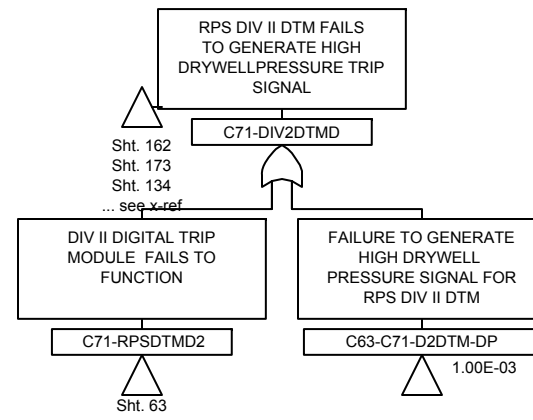 RPS DIV II DTM FAILS
TO GENERATE HIGH
DRYWELLPRESSURE TRIP
SIGNAL
C71-DIV2DTMD
Sht. 162
Sht. 173
Sht. 134
... see x-ref
DIV II DIGITAL TRIP
MODULE FAILS TO
FUNCTION
C71-RPSDTMD2
Sht. 63
FAILURE TO GENERATE
HIGH DRYWELL
PRESSURE SIGNAL FOR
RPS DIV II DTM
C63-C71-D2DTM-DP
1.00E-03